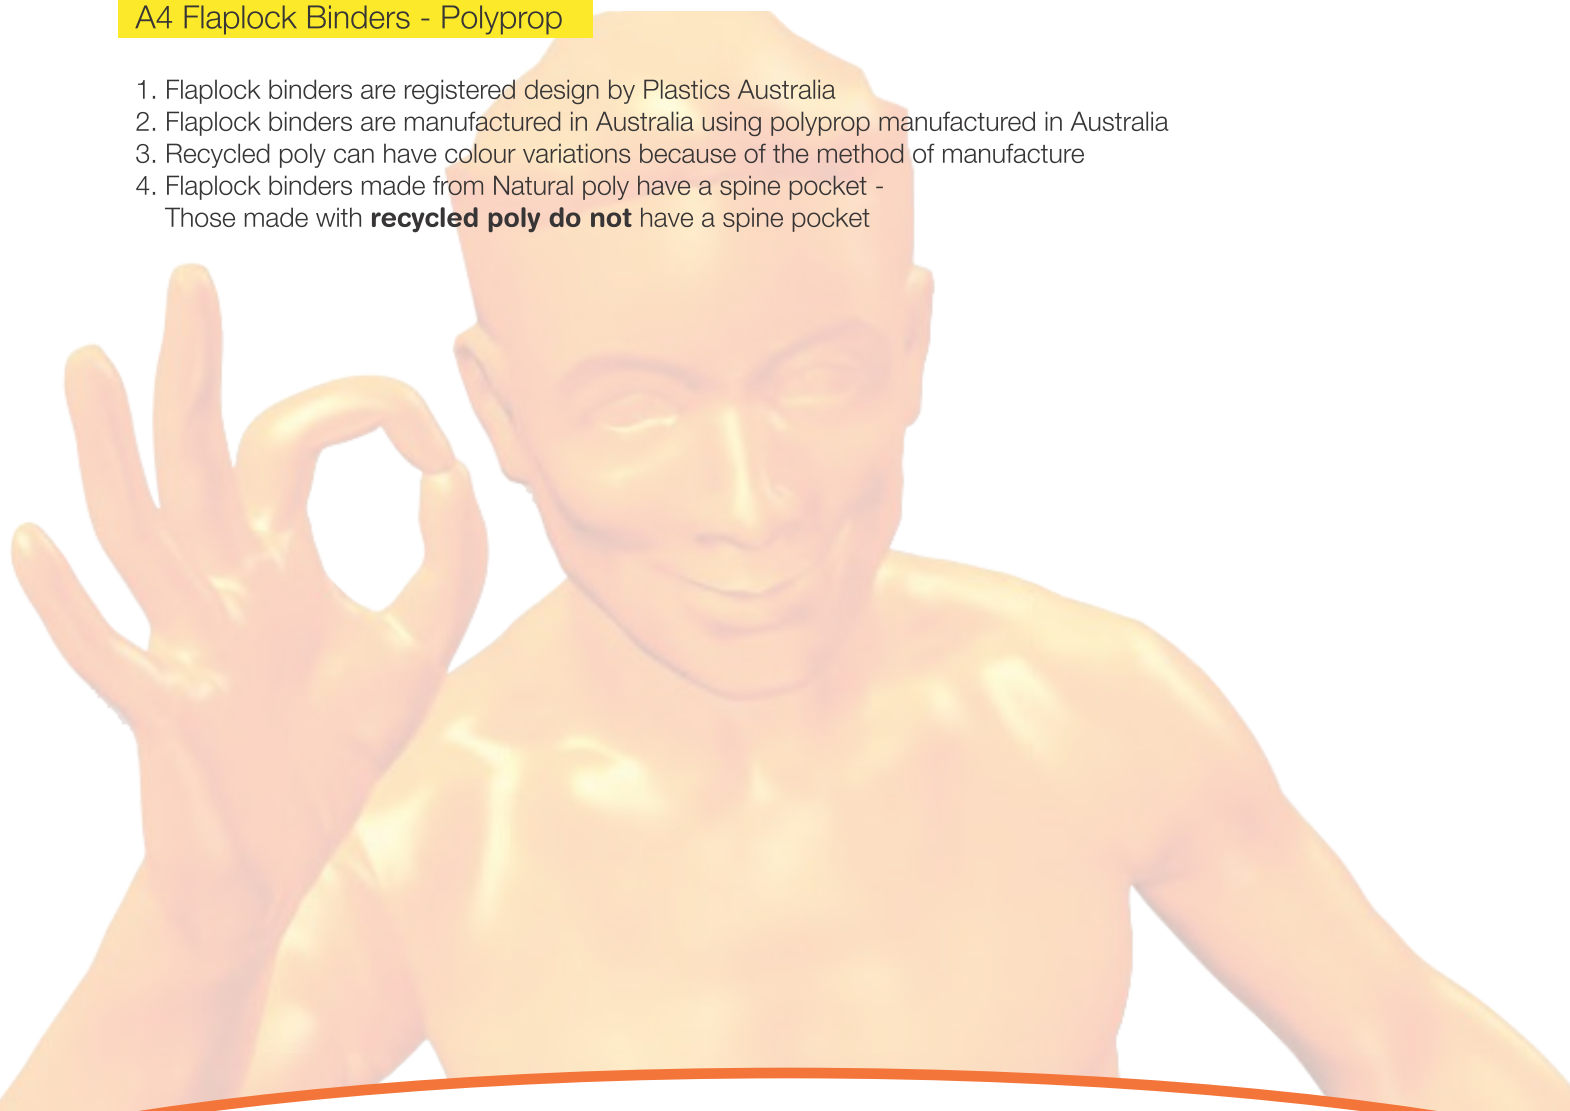 A4 Flaplock Binders - Polyprop
1. Flaplock binders are registered design by Plastics Australia
2. Flaplock binders are manufactured in Australia using polyprop manufactured in Australia
3. Recycled poly can have colour variations because of the method of manufacture
4. Flaplock binders made from Natural poly have a spine pocket -
Those made with recycled poly do not have a spine pocket